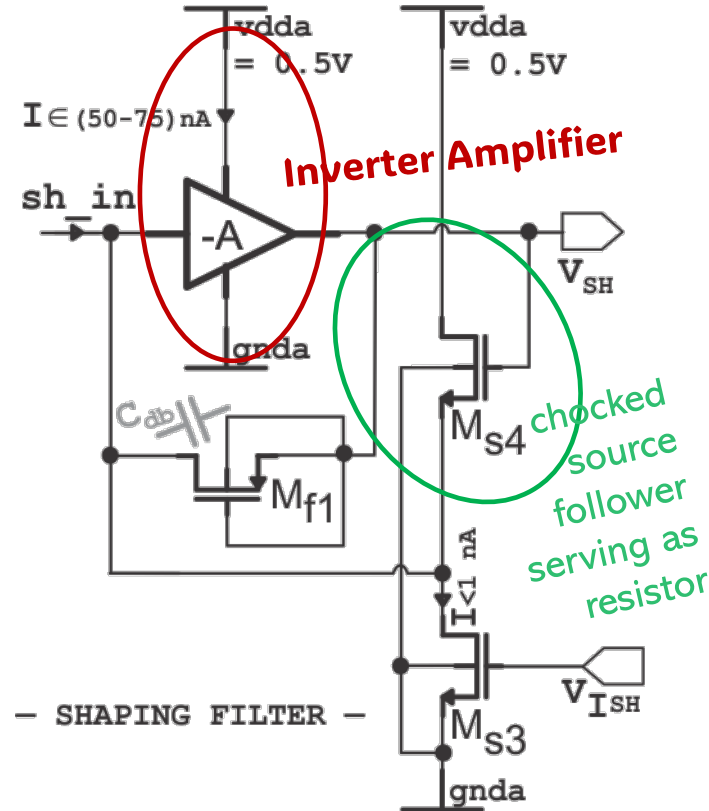 vdda
= 0.5V
vdda
= 0.5V
I∈(50-75)nA
Inverter Amplifier
sh_in
-A
VSH
gnda
Cdb
Ms4
chocked
source
follower
serving as
resistor
Mf1
I<1 nA
VISH
— SHAPING FILTER —
Ms3
gnda